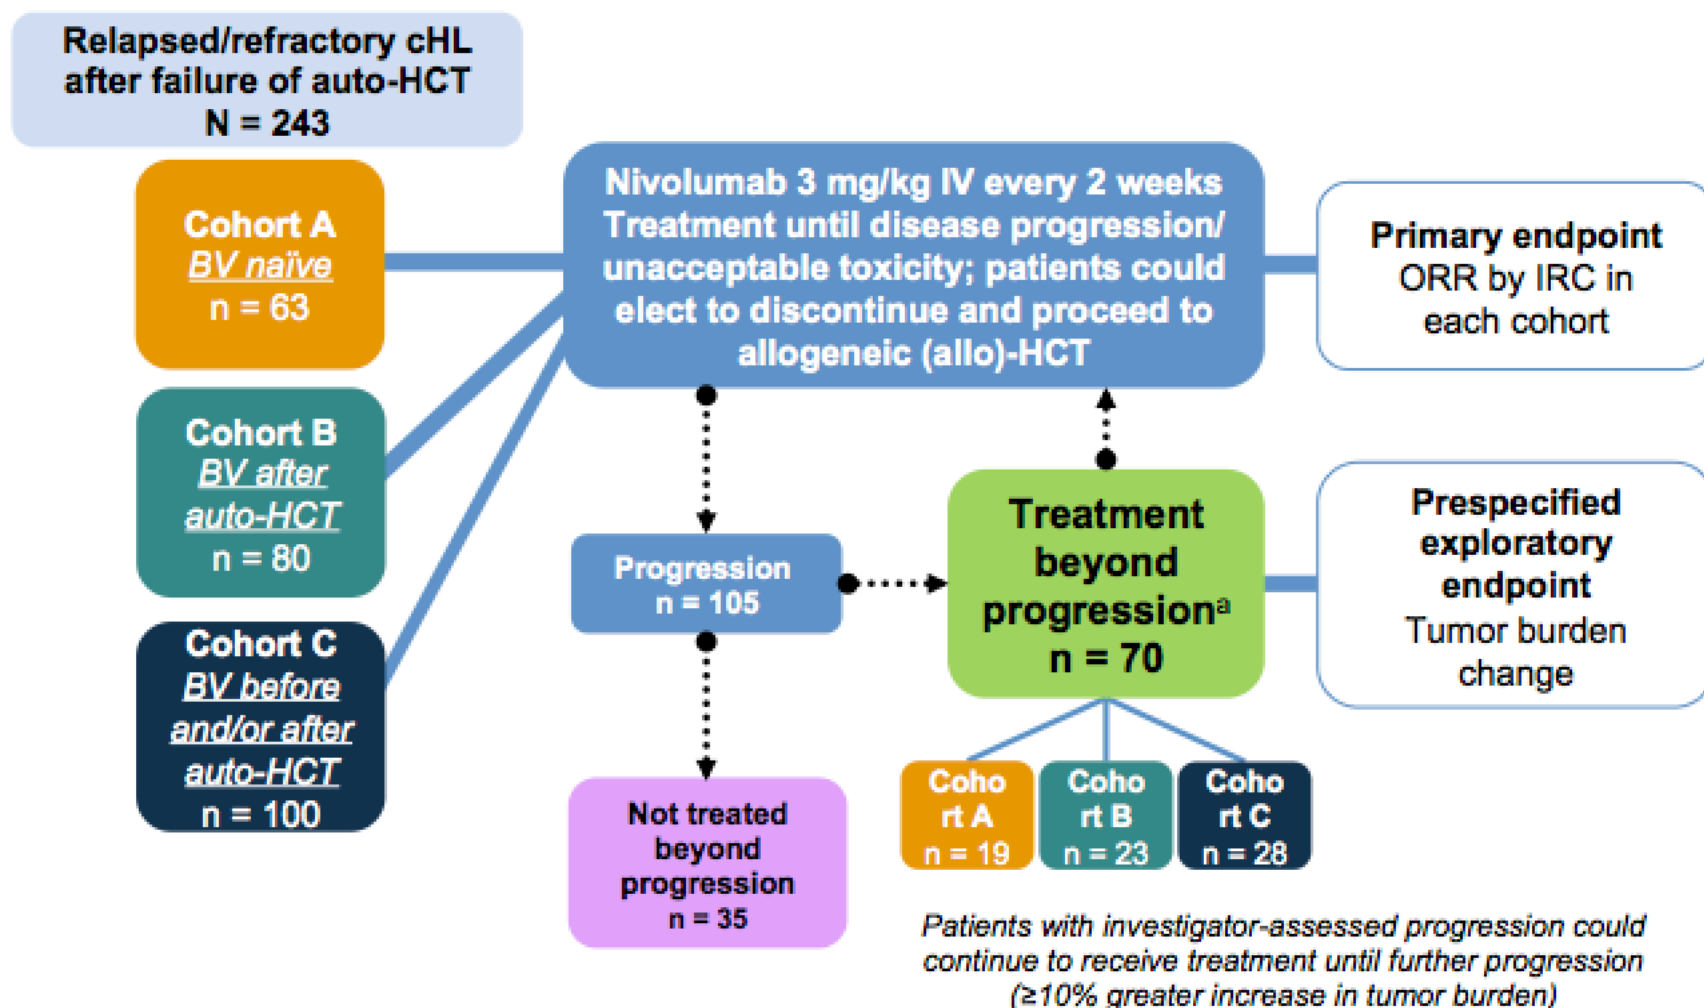 Relapsed/refractory cHL
after failure of auto-HCT
N = 243
Cohort A
BV naïve
n = 63
Cohort B
BV after
auto-HCT
n = 80
Cohort C
BV before
and/or after
auto-HCT
n = 100
Nivolumab 3 mg/kg IV every 2 weeks
Treatment until disease progression/
unacceptable toxicity; patients could
elect to discontinue and proceed to
allogeneic (allo)-HCT
Primary endpoint
ORR by IRC in
each cohort
Progression
n = 105
Not treated
beyond
progression
n = 35
Treatment
beyond
progressionᵃ
n = 70
Prespecified
exploratory
endpoint
Tumor burden
change
Coho
rt A
n = 19
Coho
rt B
n = 23
Coho
rt C
n = 28
Patients with investigator-assessed progression could
continue to receive treatment until further progression
(≥10% greater increase in tumor burden)